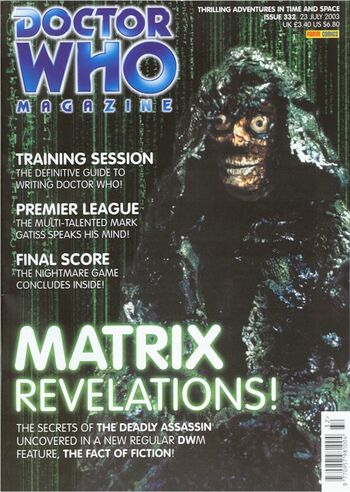 DOCTOR
WHO
MAGAZINE
THRILLING ADVENTURES IN TIME AND SPACE
ISSUE 332 23 JULY 2003
UK £3.40 US $6.80
PANINI COMICS
TRAINING SESSION
THE DEFINITIVE GUIDE TO
WRITING DOCTOR WHO!
PREMIER LEAGUE
THE MULTI-TALENTED MARK
GATISS SPEAKS HIS MIND!
FINAL SCORE
THE NIGHTMARE GAME
CONCLUDES INSIDE!
MATRIX
REVELATIONS!
THE SECRETS OF THE DEADLY ASSASSIN
UNCOVERED IN A NEW REGULAR DWM
FEATURE, THE FACT OF FICTION!